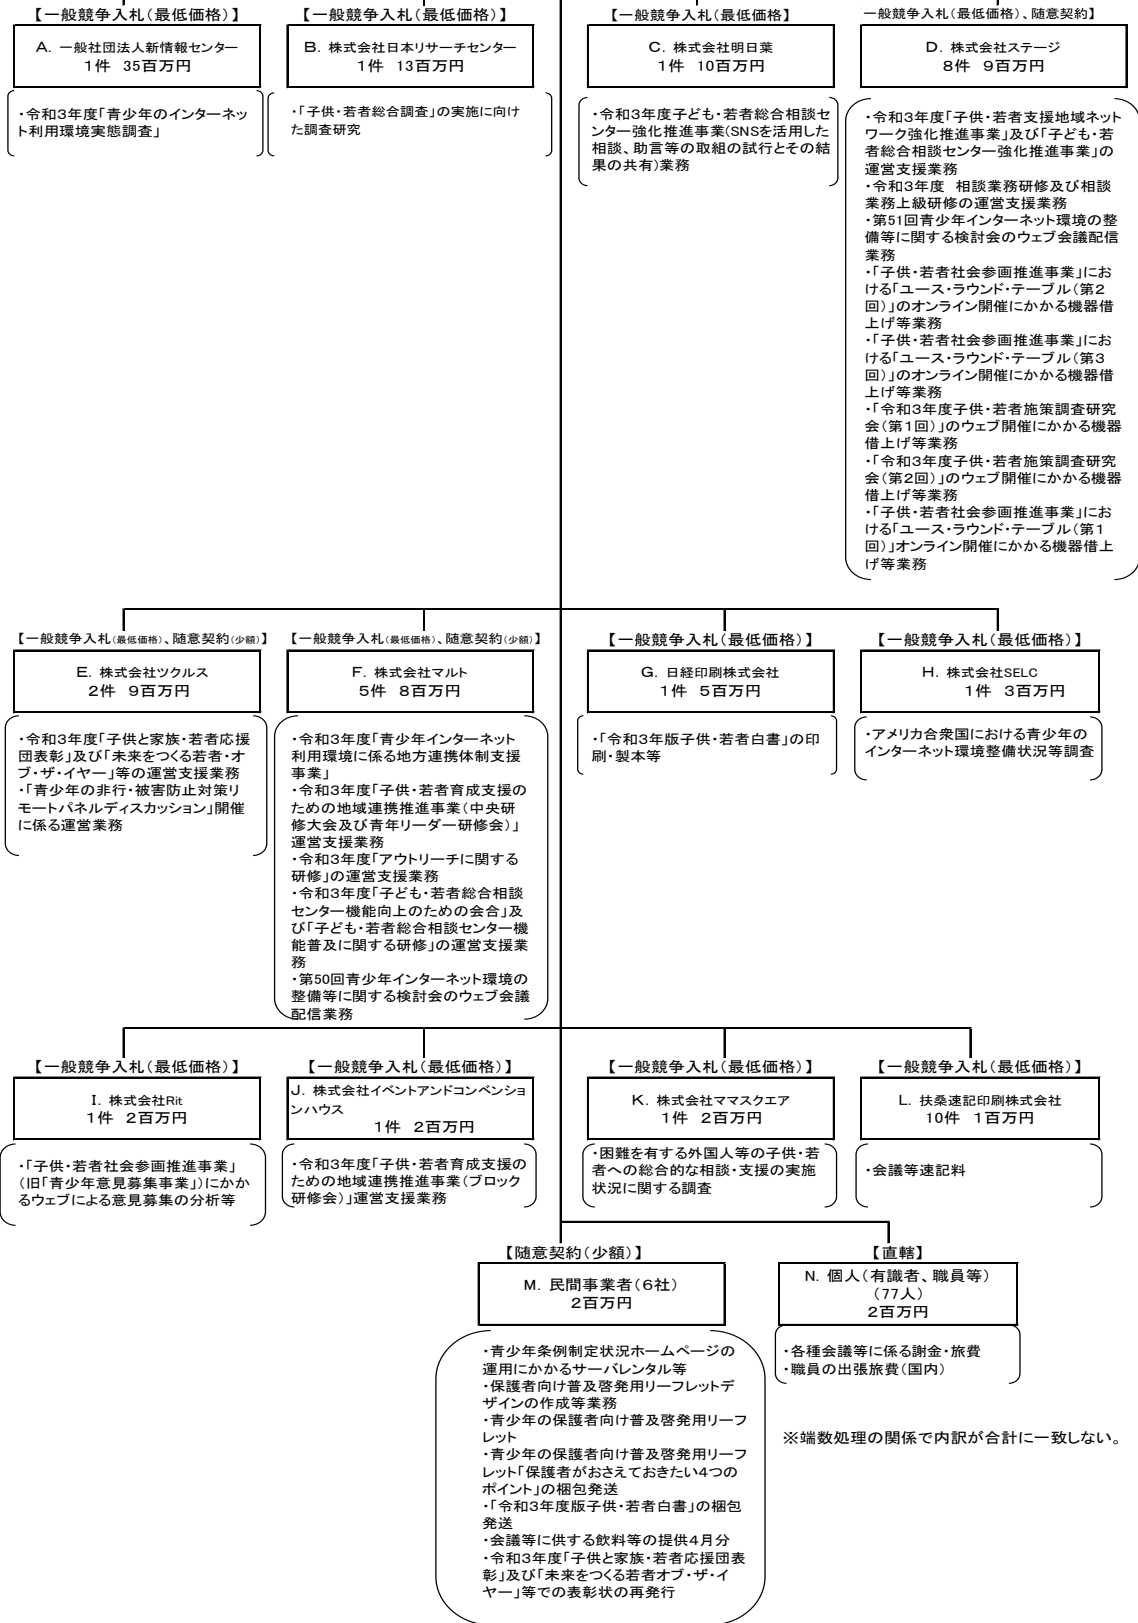 【一般競争入札(最低価格)】
A. 一般社団法人新情報センター
1件 35百万円
・令和3年度「青少年のインターネッ
ト利用環境実態調査」
【一般競争入札(最低価格)】
B. 株式会社日本リサーチセンター
1件 13百万円
・「子供・若者総合調査」の実施に向け
た調査研究
【一般競争入札(最低価格】
C. 株式会社明日葉
1件 10百万円
・令和3年度子ども・若者総合相談セ
ンター強化推進事業(SNSを活用した
相談、助言等の取組の試行とその結
果の共有)業務
一般競争入札(最低価格)、随意契約】
D. 株式会社ステージ
8件 9百万円
・令和3年度「子供・若者支援地域ネット
ワーク強化推進事業」及び「子ども・若
者総合相談センター強化推進事業」の
運営支援業務
・令和3年度 相談業務研修及び相談
業務上級研修の運営支援業務
・第51回青少年インターネット環境の整
備等に関する検討会のウェブ会議配信
業務
・「子供・若者社会参画推進事業」にお
ける「ユース・ラウンド・テーブル(第2
回)」のオンライン開催にかかる機器借
上げ等業務
・「子供・若者社会参画推進事業」にお
ける「ユース・ラウンド・テーブル(第3
回)」のオンライン開催にかかる機器借
上げ等業務
・「令和3年度子供・若者施策調査研究
会(第1回)」のウェブ開催にかかる機器
借上げ等業務
・「令和3年度子供・若者施策調査研究
会(第2回)」のウェブ開催にかかる機器
借上げ等業務
・「子供・若者社会参画推進事業」にお
ける「ユース・ラウンド・テーブル(第1
回)」オンライン開催にかかる機器借上
げ等業務
【一般競争入札(最低価格)、随意契約(少額)】
E. 株式会社ツクルス
2件 9百万円
・令和3年度「子供と家族・若者応援
団表彰」及び「未来をつくる若者・オ
ブ・ザ・イヤー」等の運営支援業務
・「青少年の非行・被害防止対策リ
モートパネルディスカッション」開催
に係る運営業務
【一般競争入札(最低価格)、随意契約(少額)】
F. 株式会社マルト
5件 8百万円
・令和3年度「青少年インターネット
利用環境に係る地方連携体制支援
事業」
・令和3年度「子供・若者育成支援の
ための地域連携推進事業(中央研
修大会及び青年リーダー研修会)」
運営支援業務
・令和3年度「アウトリーチに関する
研修」の運営支援業務
・令和3年度「子ども・若者総合相談
センター機能向上のための会合」及
び「子ども・若者総合相談センター機
能普及に関する研修」の運営支援業
務
・第50回青少年インターネット環境の
整備等に関する検討会のウェブ会議
配信業務
【一般競争入札(最低価格)】
G. 日経印刷株式会社
1件 5百万円
・「令和3年版子供・若者白書」の印
刷・製本等
【一般競争入札(最低価格)】
H. 株式会社SELC
1件 3百万円
・アメリカ合衆国における青少年の
インターネット環境整備状況等調査
【一般競争入札(最低価格)】
I. 株式会社Rit
1件 2百万円
・「子供・若者社会参画推進事業」
(旧「青少年意見募集事業」)にかか
るウェブによる意見募集の分析等
【一般競争入札(最低価格)】
J. 株式会社イベントアンドコンベンショ
ンハウス
1件 2百万円
・令和3年度「子供・若者育成支援の
ための地域連携推進事業(ブロック
研修会)」運営支援業務
【一般競争入札(最低価格)】
K. 株式会社ママスクエア
1件 2百万円
・困難を有する外国人等の子供・若
者への総合的な相談・支援の実施
状況に関する調査
【一般競争入札(最低価格)】
L. 扶桑速記印刷株式会社
10件 1百万円
・会議等速記料
【随意契約(少額)】
M. 民間事業者(6社)
2百万円
・青少年条例制定状況ホームページの
運用にかかるサーバレンタル等
・保護者向け普及啓発用リーフレットデ
ザインの作成等業務
・青少年の保護者向け普及啓発用リーフ
レット
・青少年の保護者向け普及啓発用リーフ
レット「保護者がおさえておきたい4つの
ポイント」の梱包発送
・「令和3年度版子供・若者白書」の梱包
発送
・会議等に供する飲料等の提供4月分
・令和3年度「子供と家族・若者応援団表
彰」及び「未来をつくる若者オブ・ザ・イ
ヤー」等での表彰状の再発行
【直轄】
N. 個人(有識者、職員等)
(77人)
2百万円
・各種会議等に係る謝金・旅費
・職員の出張旅費(国内)
※端数処理の関係で内訳が合計に一致しない。